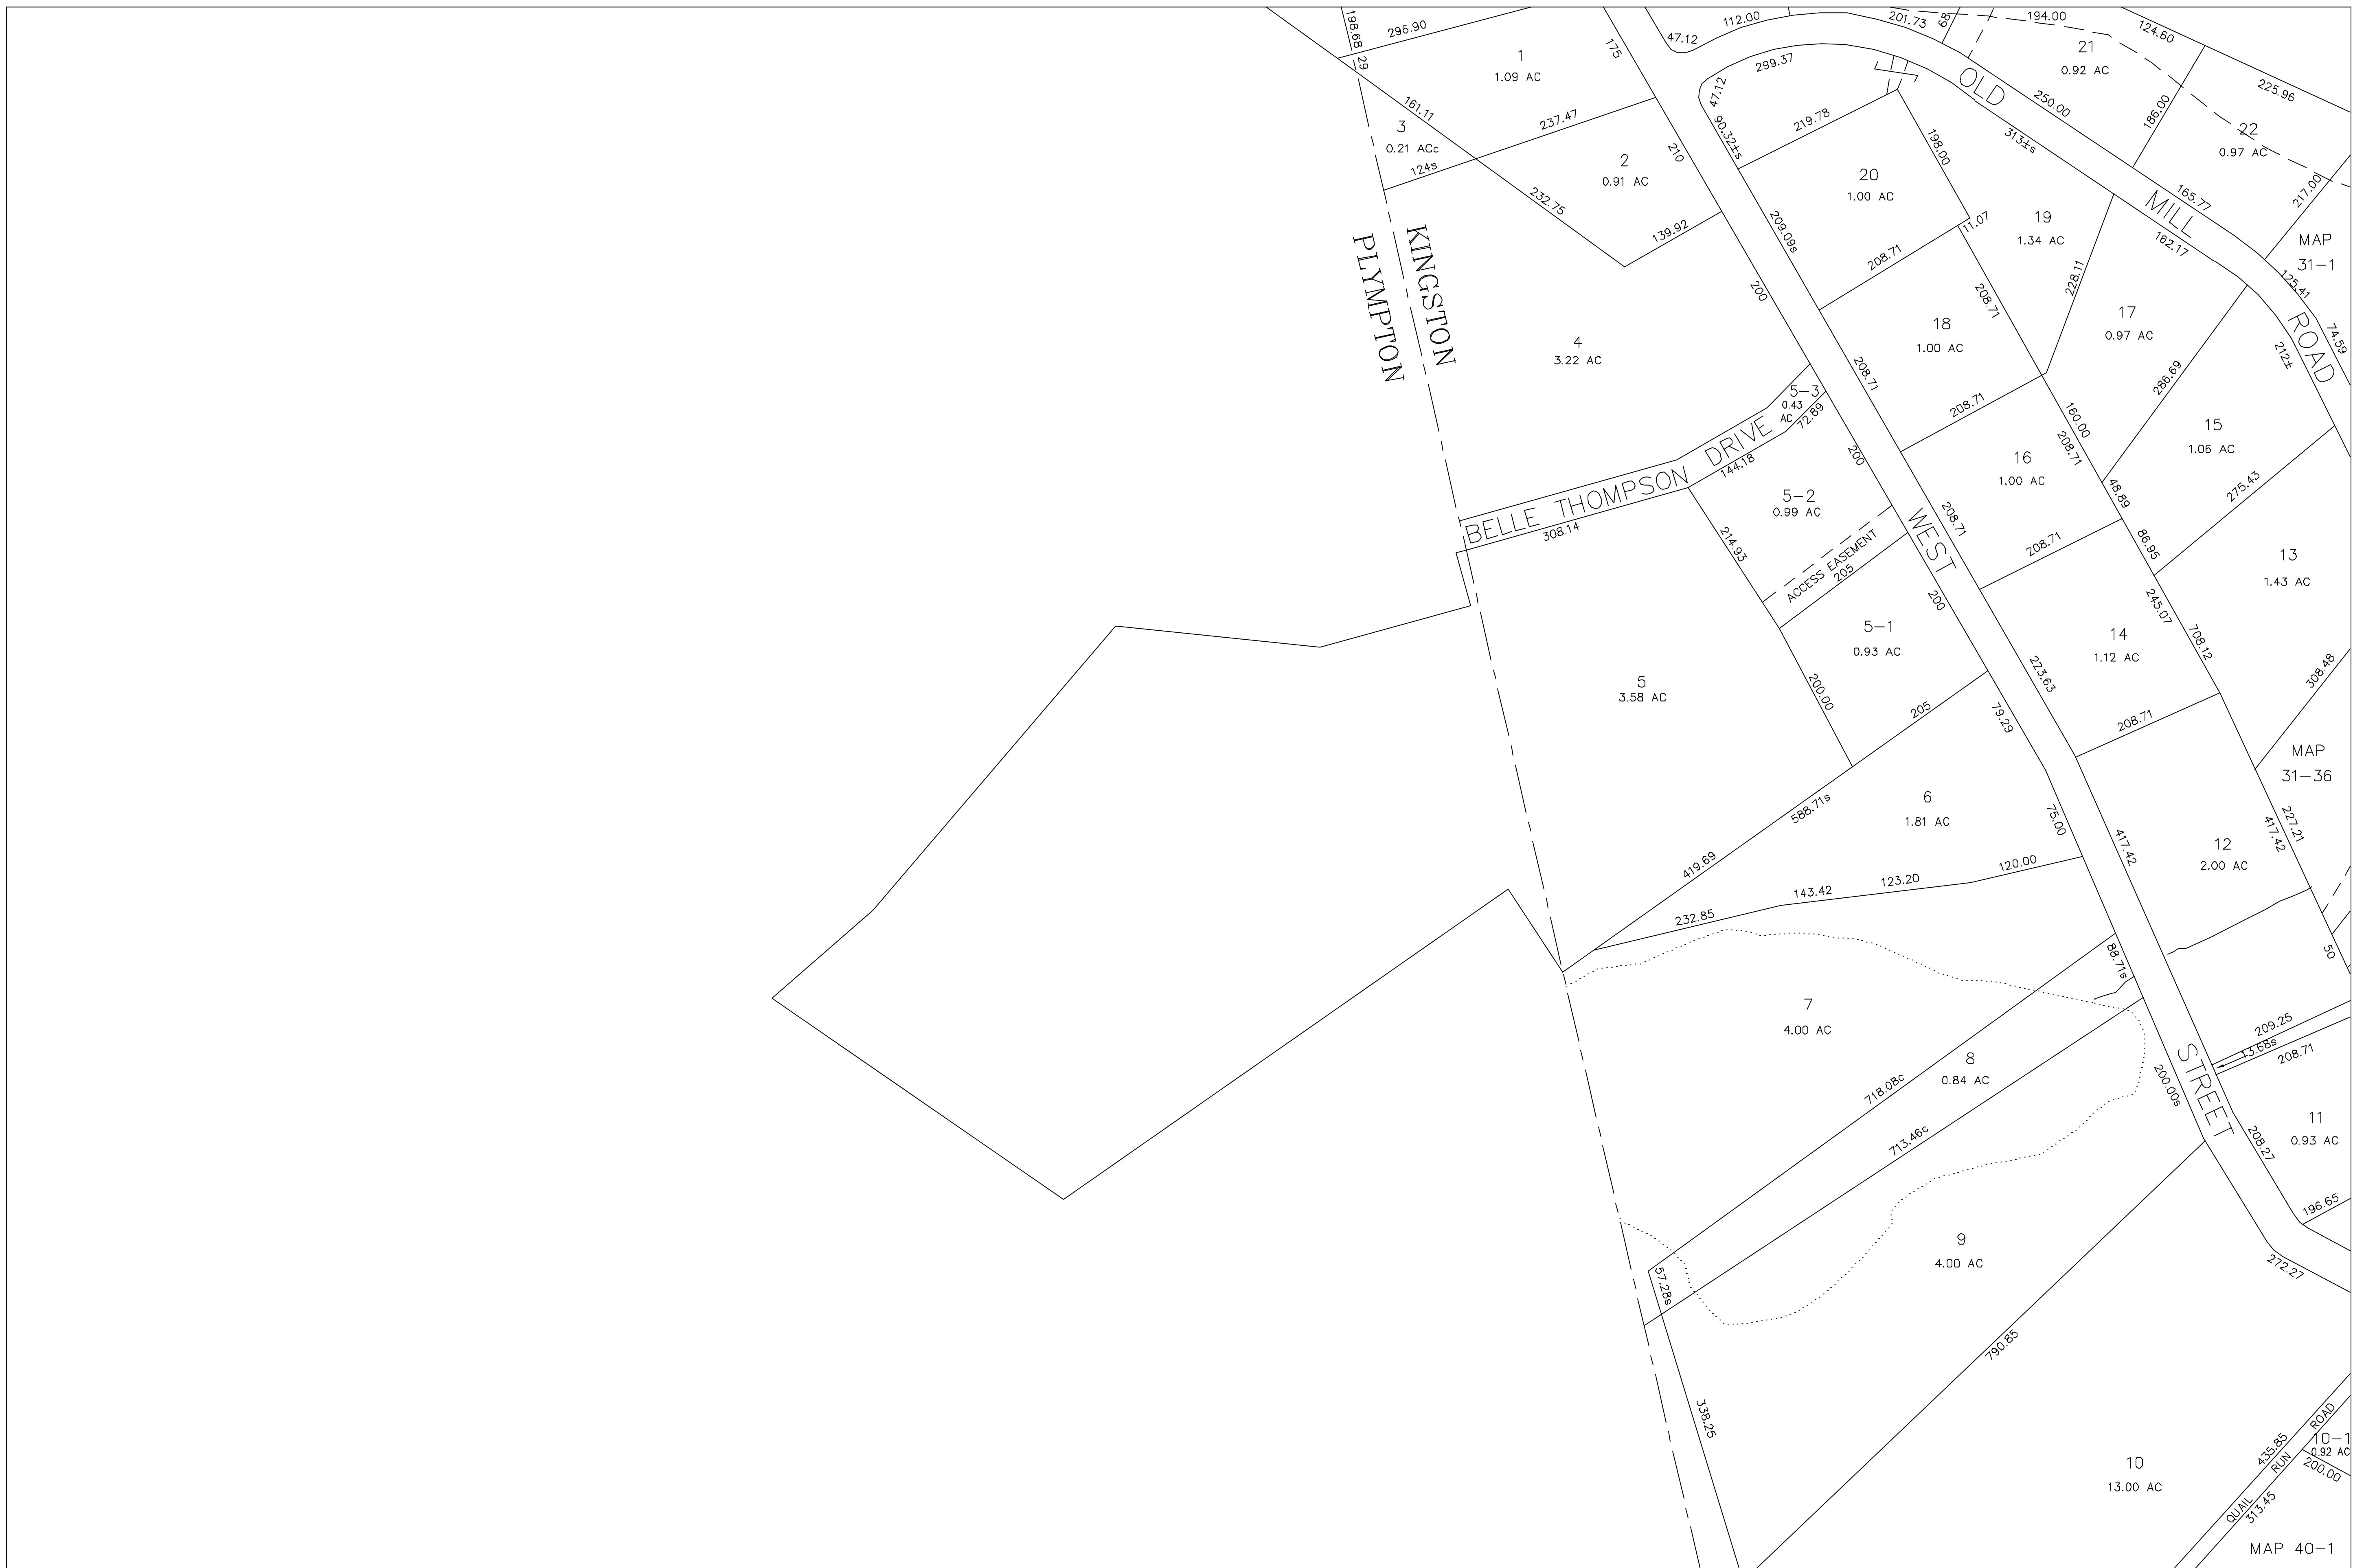 198.68
29
296.90
1
1.09 AC
175
47.12
112.00
201.73
68
194.00
124.60
21
0.92 AC
225.96
299.37
47.12
OLD
250.00
186.00
22
0.97 AC
161.11
3
0.21 ACc
237.47
90.32±s
219.78
198.00
313±s
217.00
124s
210
2
0.91 AC
20
1.00 AC
165.77
MILL
162.17
232.75
139.92
209.09s
11.07
19
1.34 AC
MAP
31-1
125.41
KINGSTON
PLYMPTON
208.71
228.11
200
208.71
ROAD
74.59
212±
4
3.22 AC
18
1.00 AC
17
0.97 AC
208.71
286.69
5-3
0.43
AC
72.89
208.71
160.00
208.71
15
1.06 AC
BELLE THOMPSON DRIVE
144.18
308.14
200
16
1.00 AC
48.89
275.43
5-2
0.99 AC
WEST
208.71
214.93
ACCESS EASEMENT
205
208.71
86.95
13
1.43 AC
200
245.07
5-1
0.93 AC
14
1.12 AC
708.12
5
3.58 AC
200.00
205
223.63
308.48
79.29
208.71
MAP
31-36
588.71s
6
1.81 AC
75.00
417.42
227.21
417.42
12
2.00 AC
419.69
120.00
123.20
143.42
232.85
88.71s
50
7
4.00 AC
209.25
13.68s
208.71
8
0.84 AC
718.08c
200.00s
STREET
11
0.93 AC
713.46c
208.27
196.65
9
4.00 AC
272.27
57.28s
790.85
338.25
435.85
QUAIL RUN ROAD
313.45
10-1
0.92 AC
200.00
10
13.00 AC
MAP 40-1